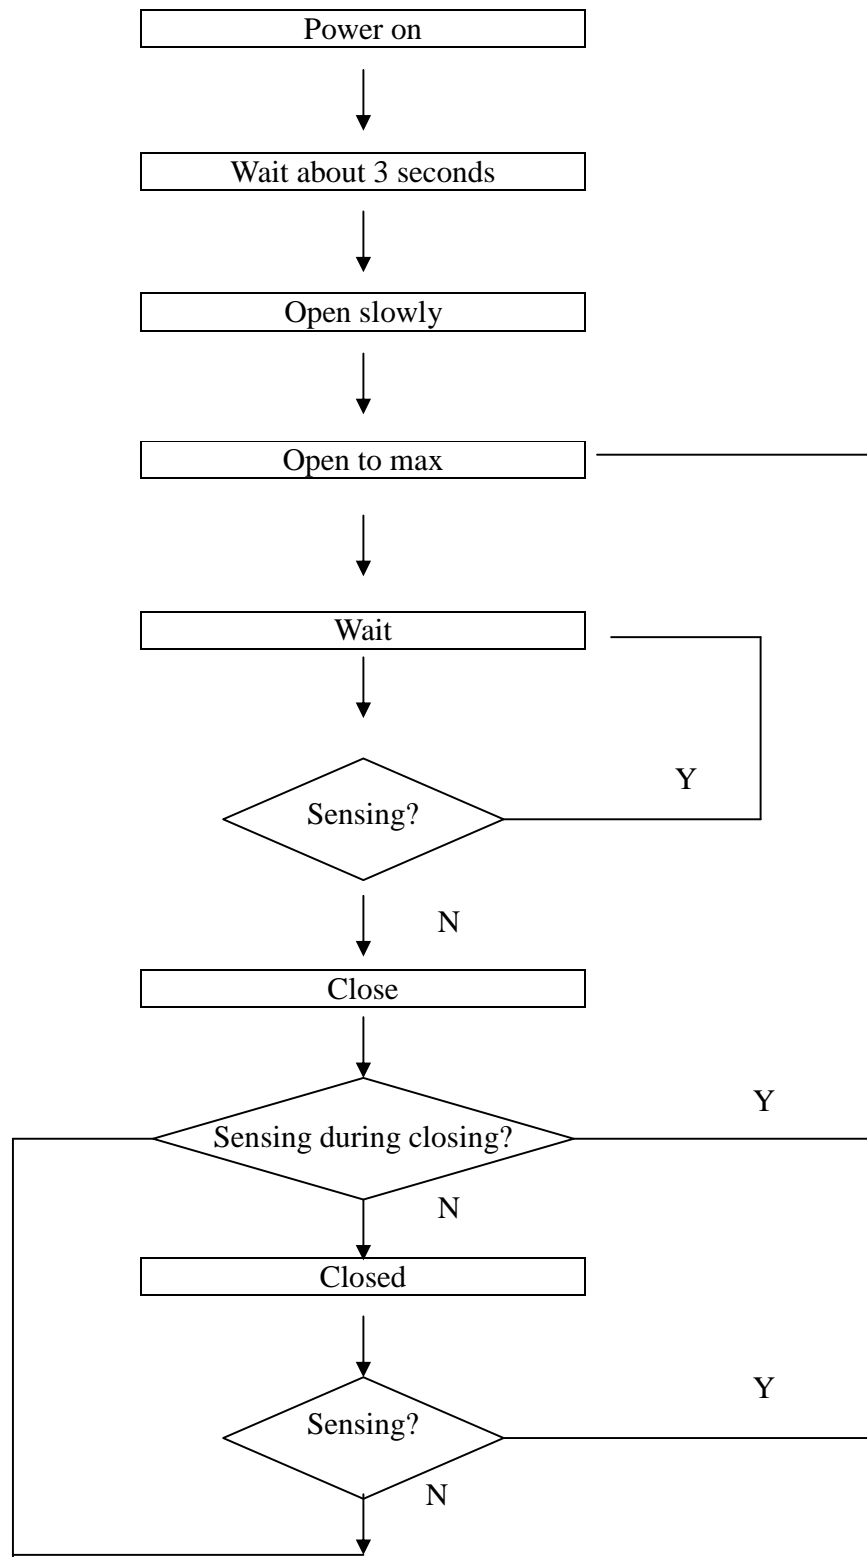 Power on
Wait about 3 seconds
Open slowly
Open to max
Wait
Y
Sensing?
N
Close
Y
Sensing during closing?
N
Closed
Y
Sensing?
N